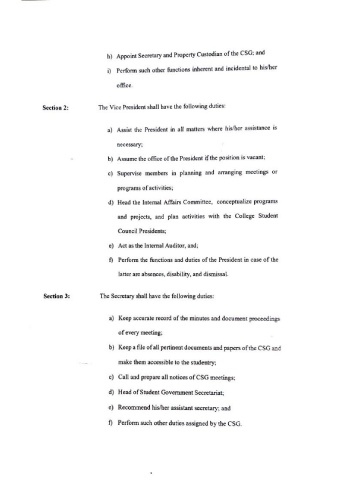 h) Appoint Secretary and Property Custodian of the CSG; and
i) Perform such other functions inherent and incidental to his/her
office.
Section 2: The Vice President shall have the following duties:
a) Assist the President in all matters where his/her assistance is
necessary;
b) Assume the office of the President if the position is vacant;
c) Supervise members in planning and arranging meetings or
programs of activities;
d) Head the Internal Affairs Committee, conceptualize programs
and projects, and plan activities with the College Student
Council Presidents;
e) Act as the Internal Auditor, and;
f) Perform the functions and duties of the President in case of the
latter are absences, disability, and dismissal.
Section 3: The Secretary shall have the following duties:
a) Keep accurate record of the minutes and document proceedings
of every meeting;
b) Keep a file of all pertinent documents and papers of the CSG and
make them accessible to the studentry;
c) Call and prepare all notices of CSG meetings;
d) Head of Student Government Secretariat;
e) Recommend his/her assistant secretary; and
f) Perform such other duties assigned by the CSG.